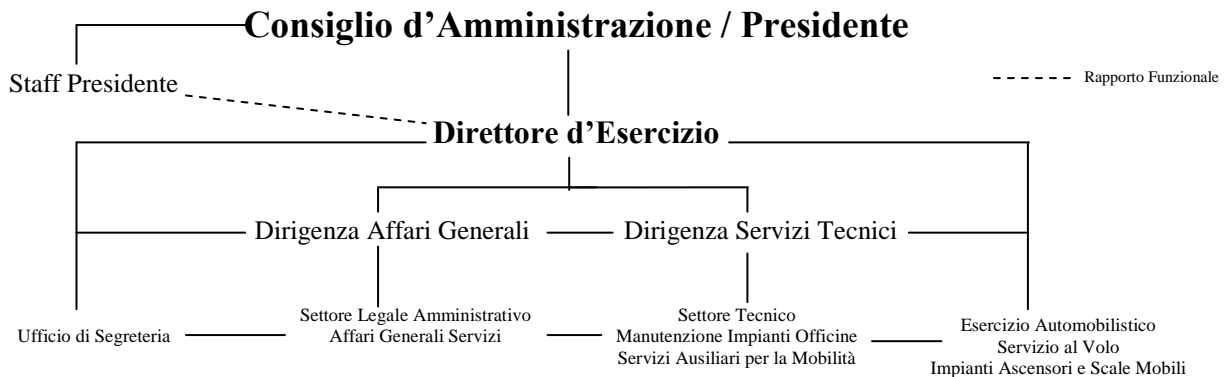 Consiglio d’Amministrazione / Presidente
Staff Presidente
Rapporto Funzionale
Direttore d’Esercizio
Dirigenza Affari Generali
Dirigenza Servizi Tecnici
Ufficio di Segreteria
Settore Legale Amministrativo
Affari Generali Servizi
Settore Tecnico
Manutenzione Impianti Officine
Servizi Ausiliari per la Mobilità
Esercizio Automobilistico
Servizio al Volo
Impianti Ascensori e Scale Mobili